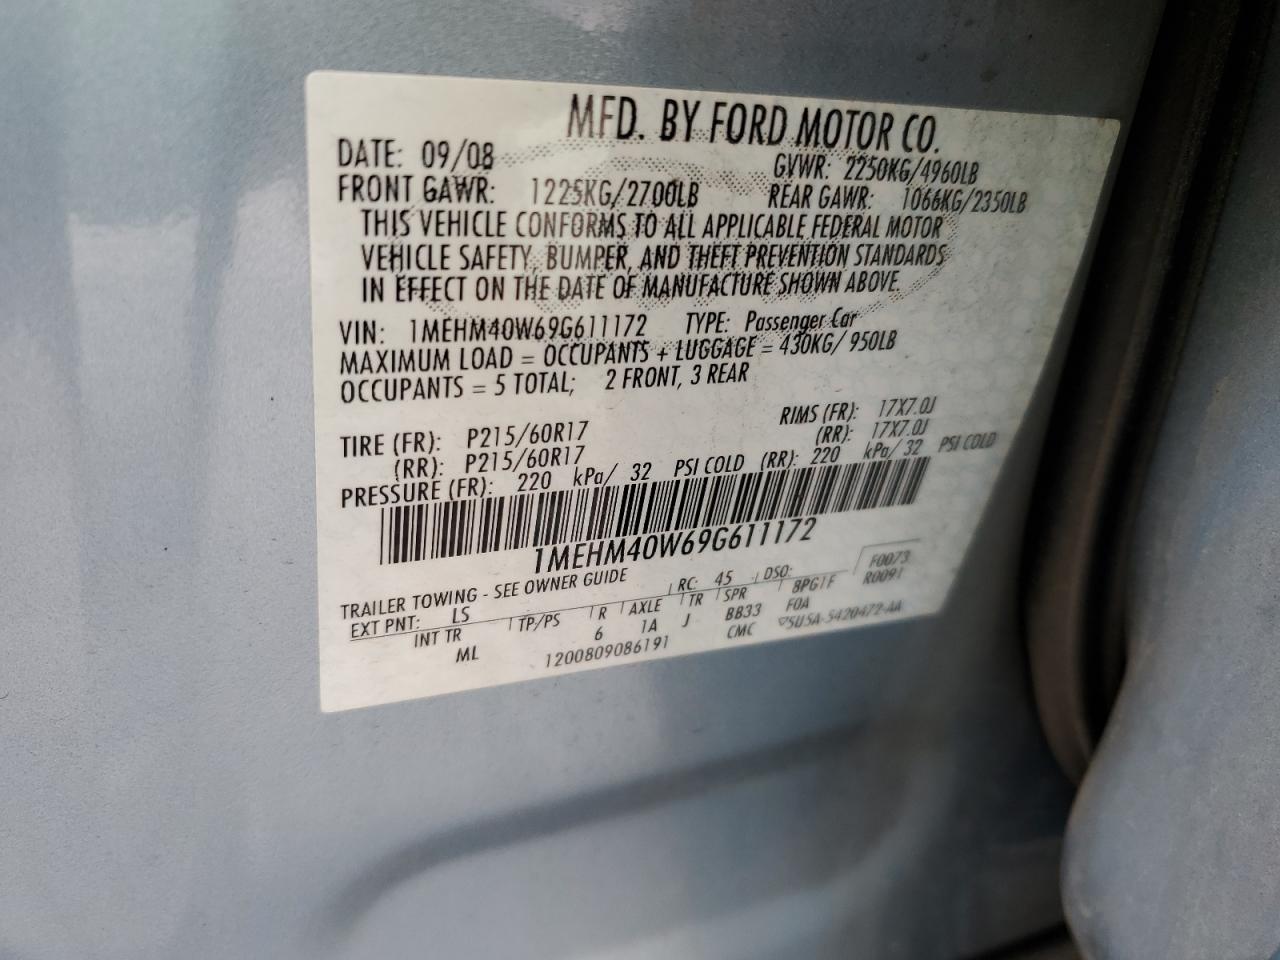 MFD. BY FORD MOTOR CO.
DATE: 09/08 GVWR: 2250KG/4960LB
FRONT GAWR: 1225KG/2700LB REAR GAWR: 1066KG/2350LB
THIS VEHICLE CONFORMS TO ALL APPLICABLE FEDERAL MOTOR
VEHICLE SAFETY, BUMPER, AND THEFT PREVENTION STANDARDS
IN EFFECT ON THE DATE OF MANUFACTURE SHOWN ABOVE.
VIN: 1MEHM40W69G611172 TYPE: Passenger Car
MAXIMUM LOAD = OCCUPANTS + LUGGAGE = 430KG/ 950LB
OCCUPANTS = 5 TOTAL; 2 FRONT, 3 REAR
TIRE (FR): P215/60R17 RIMS (FR): 17X7.0J
(RR): P215/60R17 (RR): 17X7.0J
PRESSURE (FR): 220 kPa/ 32 PSI COLD (RR): 220 kPa/ 32 PSI COLD
1MEHM40W69G611172
TRAILER TOWING - SEE OWNER GUIDE F0073
EXT PNT: LS RC: 45 DSO: R0091
INT TR TP/PS R AXLE TR SPR 8PG1F
ML 6 1A J BB33 FOA
1200809086191 CMC 5U5A-5420472-AA